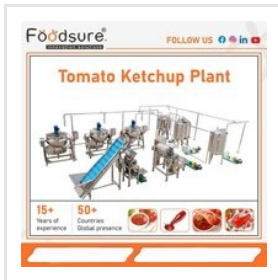 Foodsure®
FOLLOW US
Tomato Ketchup Plant
15+
Years of
experience
50+
Countries
Global presence